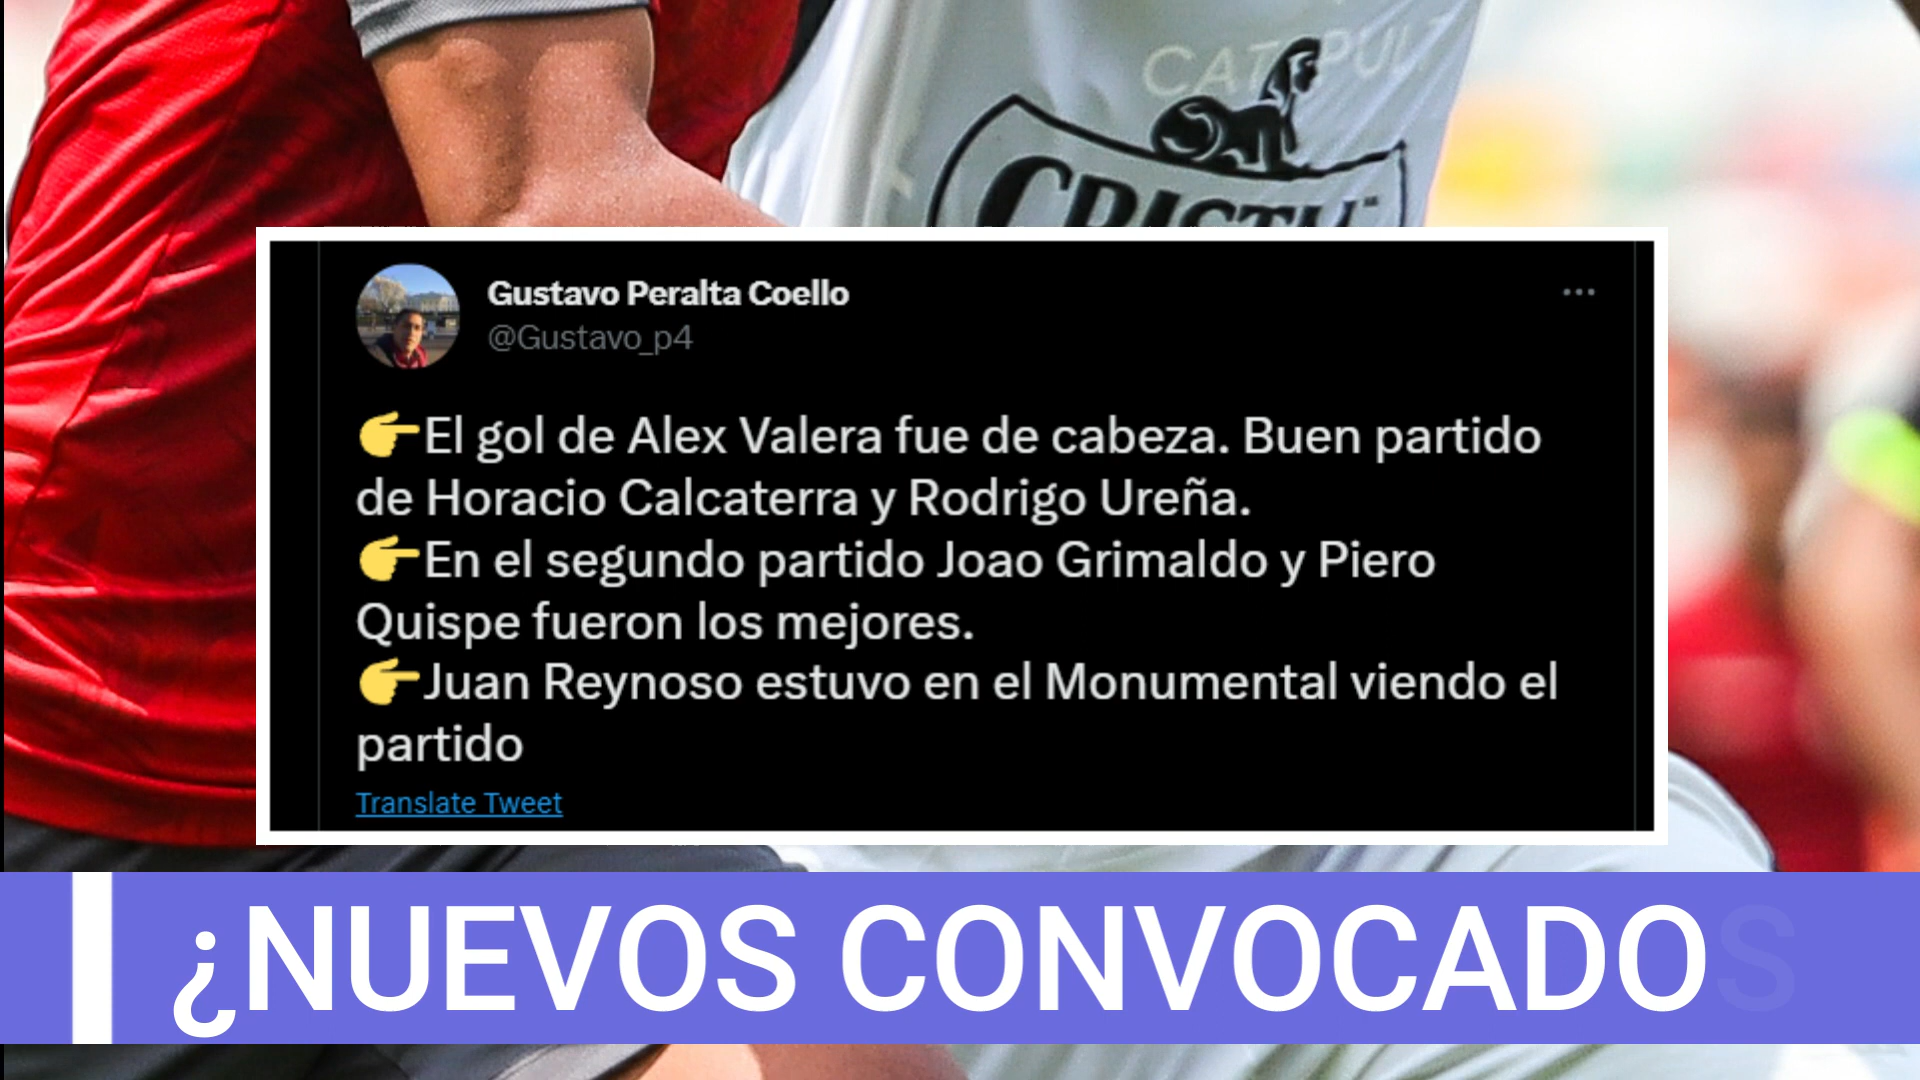 CATAPULT
CRISTAL
Gustavo Peralta Coello
@Gustavo_p4
👉El gol de Alex Valera fue de cabeza. Buen partido
de Horacio Calcaterra y Rodrigo Ureña.
👉En el segundo partido Joao Grimaldo y Piero
Quispe fueron los mejores.
👉Juan Reynoso estuvo en el Monumental viendo el
partido
Translate Tweet
¿NUEVOS CONVOCADOS